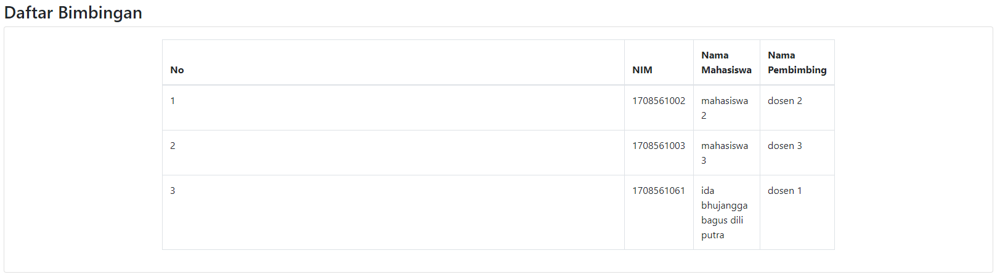 Daftar Bimbingan
No NIM Nama Mahasiswa Nama Pembimbing
1 1708561002 mahasiswa 2 dosen 2
2 1708561003 mahasiswa 3 dosen 3
3 1708561061 ida bhujangga bagus dili putra dosen 1